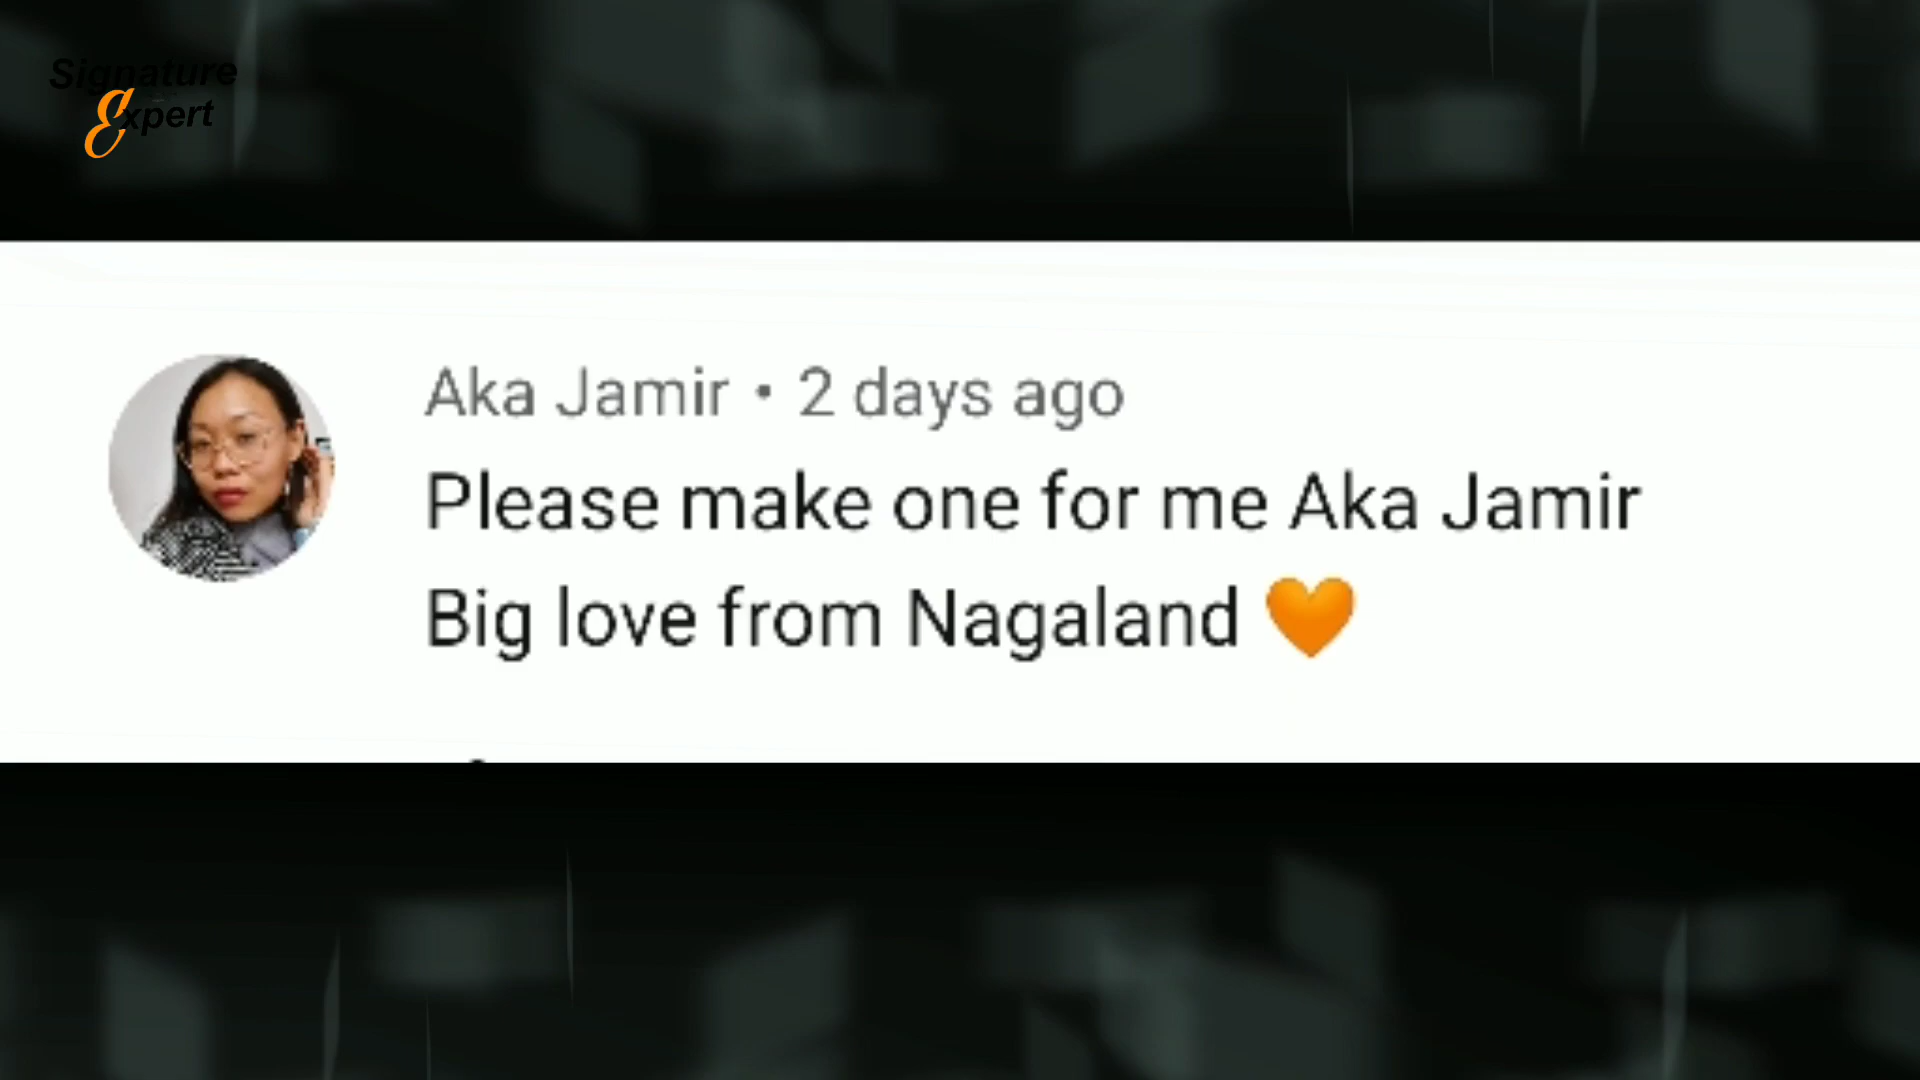 Signature
Expert
Aka Jamir • 2 days ago
Please make one for me Aka Jamir
Big love from Nagaland 🧡